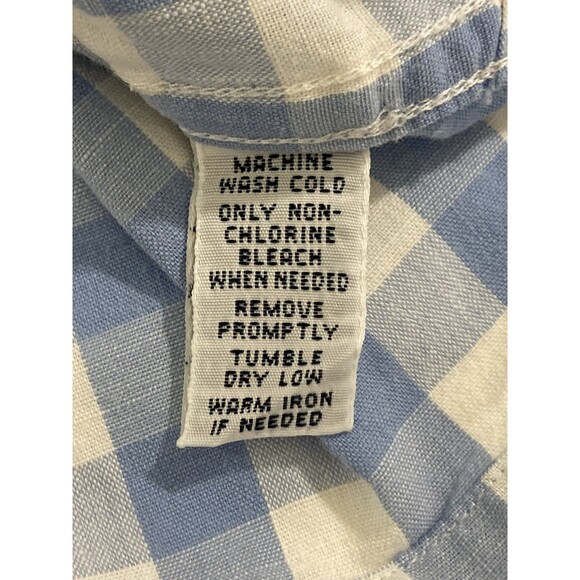 MACHINE
WASH COLD
ONLY NON-
CHLORINE
BLEACH
WHEN NEEDED
REMOVE
PROMPTLY
TUMBLE
DRY LOW
WARM IRON
IF NEEDED